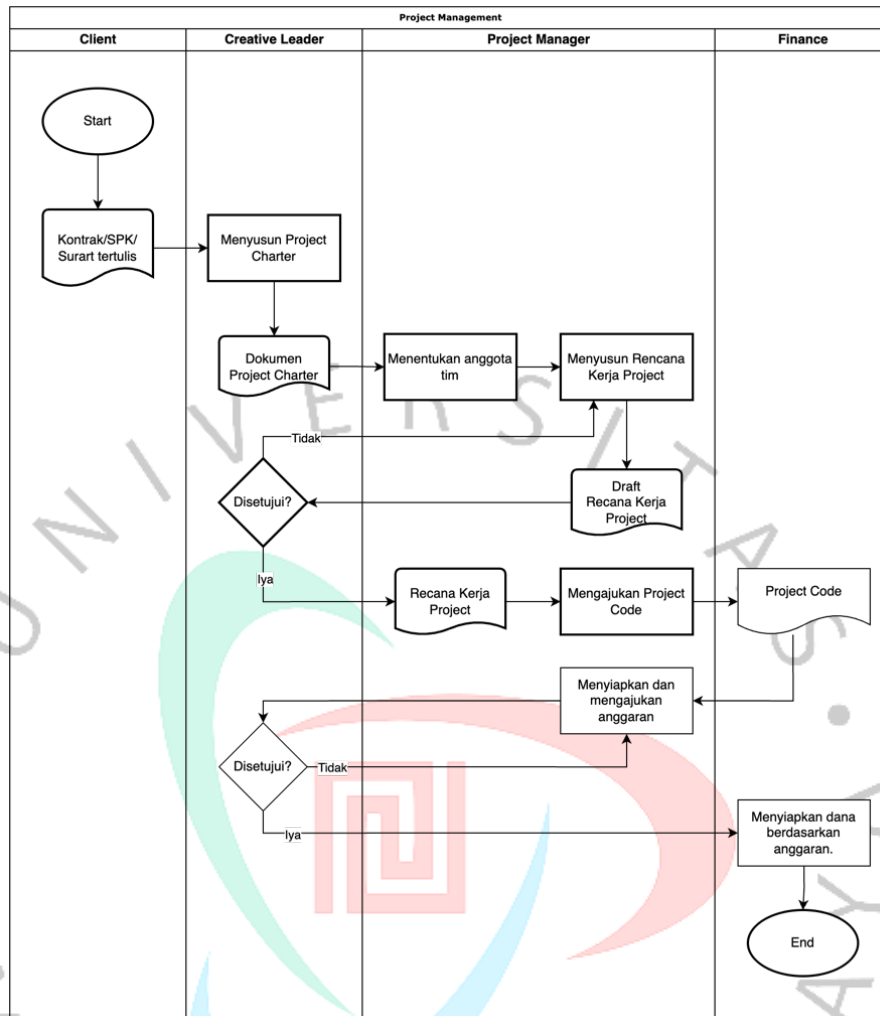 Project Management
Client
Creative Leader
Project Manager
Finance
Start
Kontrak/SPK/
Surart tertulis
Menyusun Project
Charter
Dokumen
Project Charter
Menentukan anggota
tim
Menyusun Rencana
Kerja Project
Tidak
Disetujui?
Draft
Recana Kerja
Project
Iya
Recana Kerja
Project
Mengajukan Project
Code
Project Code
Menyiapkan dan
mengajukan
anggaran
Disetujui?
Tidak
Iya
Menyiapkan dana
berdasarkan
anggaran.
End
UNIVERSITAS